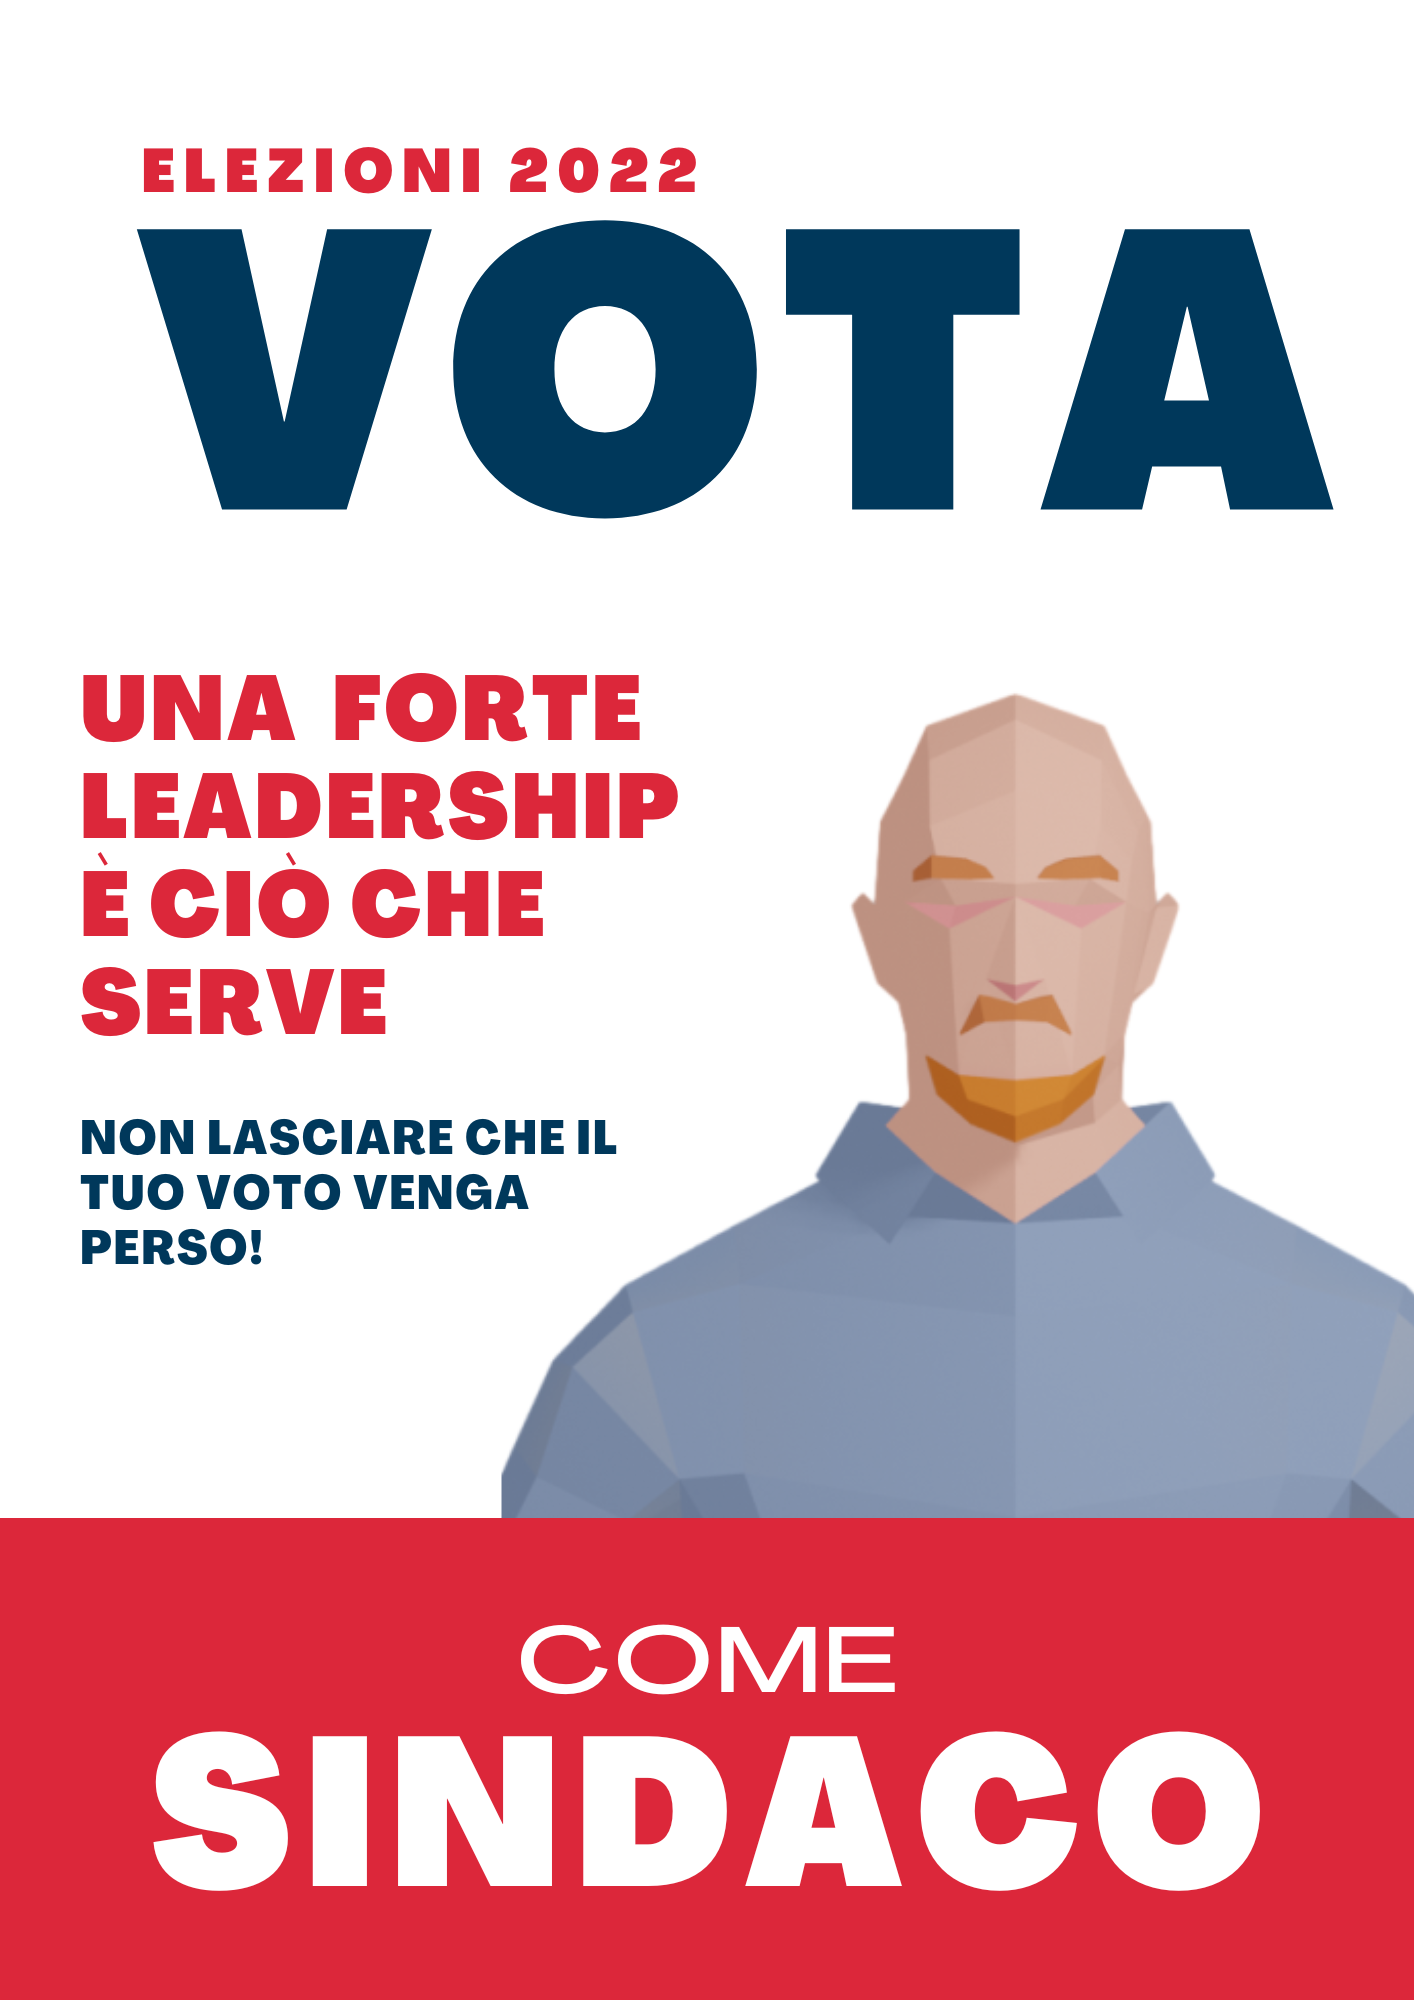 ELEZIONI 2022
VOTA
UNA FORTE
LEADERSHIP
È CIÒ CHE
SERVE
NON LASCIARE CHE IL
TUO VOTO VENGA
PERSO!
COME
SINDACO